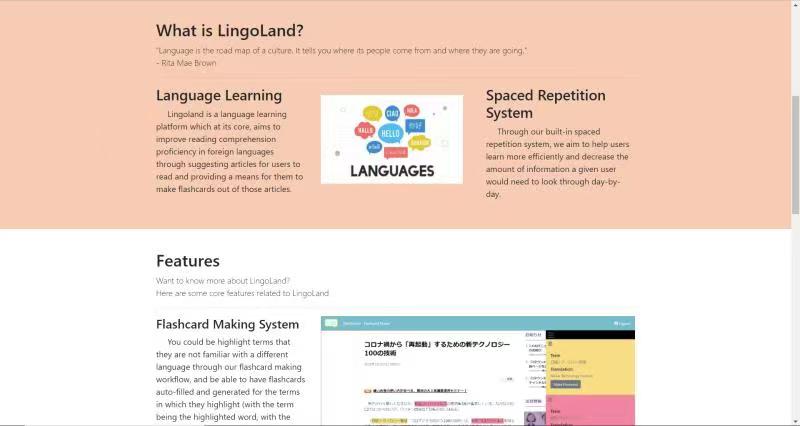 What is LingoLand?
"Language is the road map of a culture. It tells you where its people come from and where they are going."
- Rita Mae Brown
Language Learning
Lingoland is a language learning
platform which at its core, aims to
improve reading comprehension
proficiency in foreign languages
through suggesting articles for users to
read and providing a means for them to
make flashcards out of those articles.
CIAO
HOLA
HALLO
HELLO
你好
LANGUAGES
Spaced Repetition
System
Through our built-in spaced
repetition system, we aim to help users
learn more efficiently and decrease the
amount of information a given user
would need to look through day-by-
day.
Features
Want to know more about LingoLand?
Here are some core features related to LingoLand
Flashcard Making System
You could be highlight terms that
they are not familiar with a different
language through our flashcard making
workflow, and be able to have flashcards
auto-filled and generated for the terms
in which they highlight (with the term
being the highlighted word, with the
コロナ禍から「再起動」するための新テクノロジー
100の技術
Term
Translation
Make Flashcard
Term